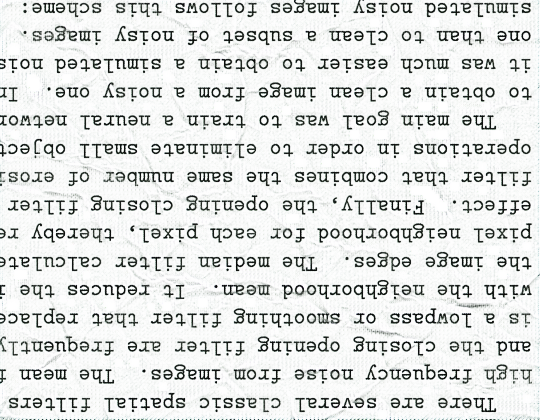 There are several classic spatial filters
high frequency noise from images. The mean f
and the closing opening filter are frequently
is a lowpass or smoothing filter that replace
with the neighborhood mean. It reduces the i
the image edges. The median filter calculate
pixel neighborhood for each pixel, thereby re
effect. Finally, the opening closing filter
filter that combines the same number of erosi
operations in order to eliminate small object
The main goal was to train a neural networ
to obtain a clean image from a noisy one. In
it was much easier to obtain a simulated nois
one than to clean a subset of noisy images.
simulated noisy images follows this scheme: